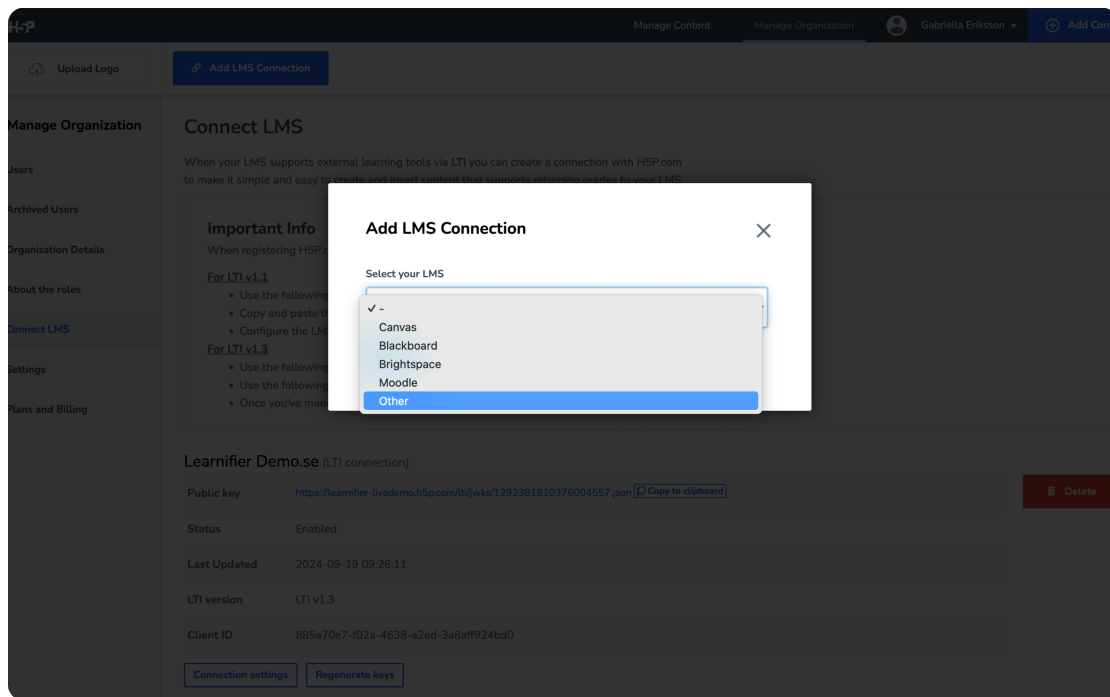 H5P
Manage Content
Manage Organization
Gabriella Eriksson
Add Con
Upload Logo
Add LMS Connection
Manage Organization
Users
Archived Users
Organization Details
About the roles
Connect LMS
Settings
Plans and Billing
Connect LMS
When your LMS supports external learning tools via LTI you can create a connection with H5P.com
to make it simple and easy to create and insert content that supports returning grades to your LMS.
Important Info
When registering H5P.c
For LTI v1.1
• Use the following
• Copy and paste t
• Configure the LM
For LTI v1.3
• Use the following
• Use the following
• Once you've mad
Add LMS Connection
Select your LMS
✓ -
Canvas
Blackboard
Brightspace
Moodle
Other
Learnifier Demo.se (LTI connection)
Public key https://learnifier-livedemo.h5p.com/lti/jwks/1292381810376004557.json Copy to clipboard
Delete
Status Enabled
Last Updated 2024-09-19 09:26:11
LTI version LTI v1.3
Client ID 885a70e7-f02a-4638-a2ed-3a8aff924bd0
Connection settings Regenerate keys